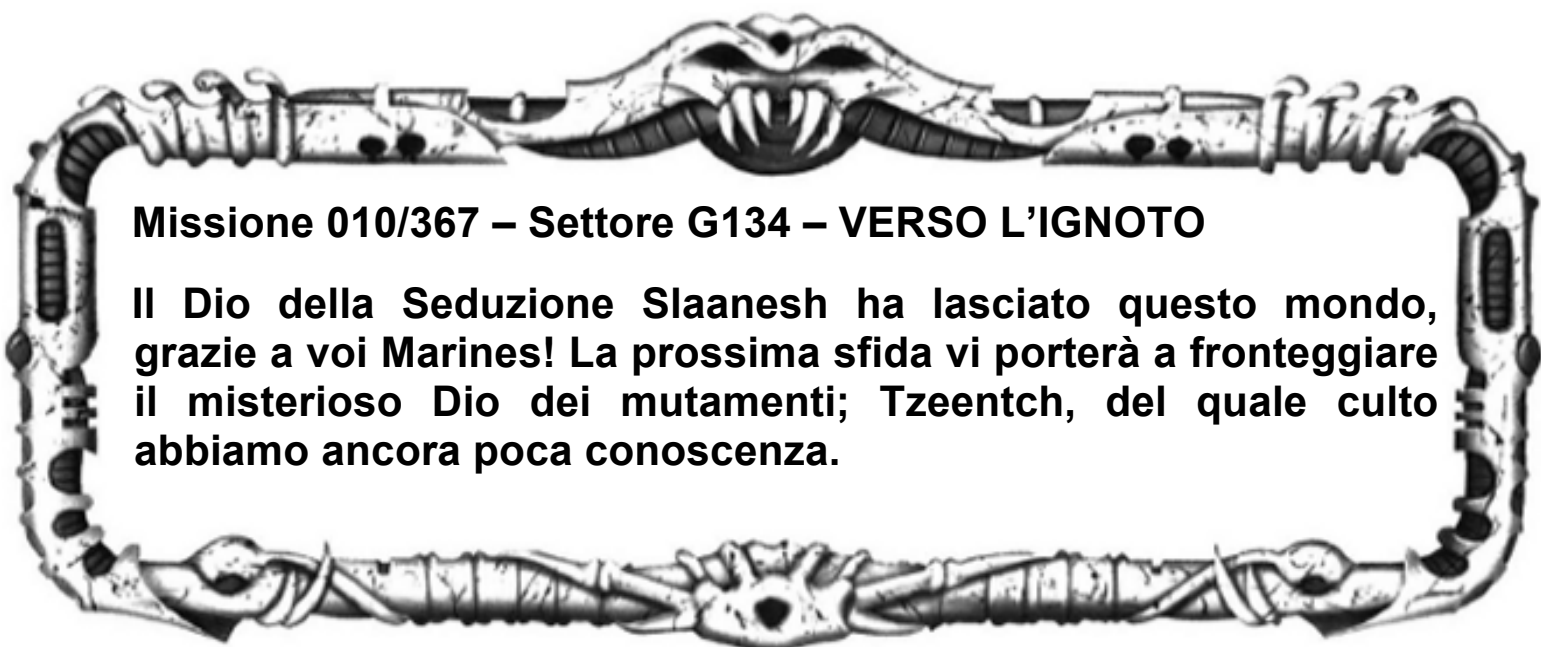 Missione 010/367 – Settore G134 – VERSO L’IGNOTO
Il Dio della Seduzione Slaanesh ha lasciato questo mondo,
grazie a voi Marines! La prossima sfida vi porterà a fronteggiare
il misterioso Dio dei mutamenti; Tzeentch, del quale culto
abbiamo ancora poca conoscenza.